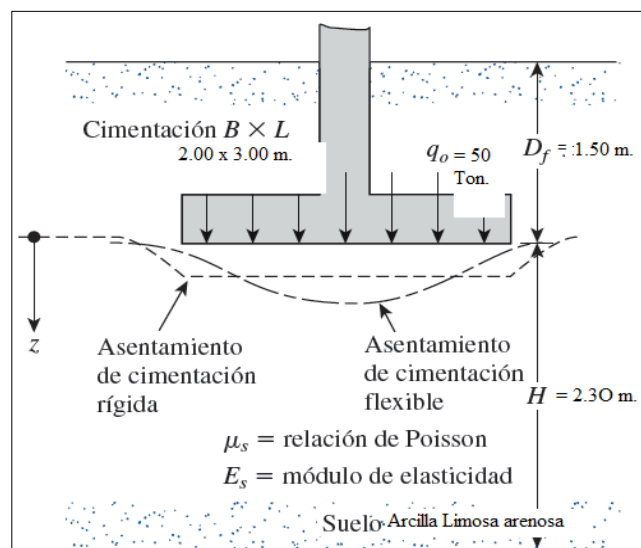 Cimentación B × L
2.00 x 3.00 m.
q_o = 50
Ton.
D_f = :1.50 m.
z
Asentamiento
de cimentación
rígida
Asentamiento
de cimentación
flexible
H = 2.3O m.
μ_s = relación de Poisson
E_s = módulo de elasticidad
Suelo Arcilla Limosa arenosa